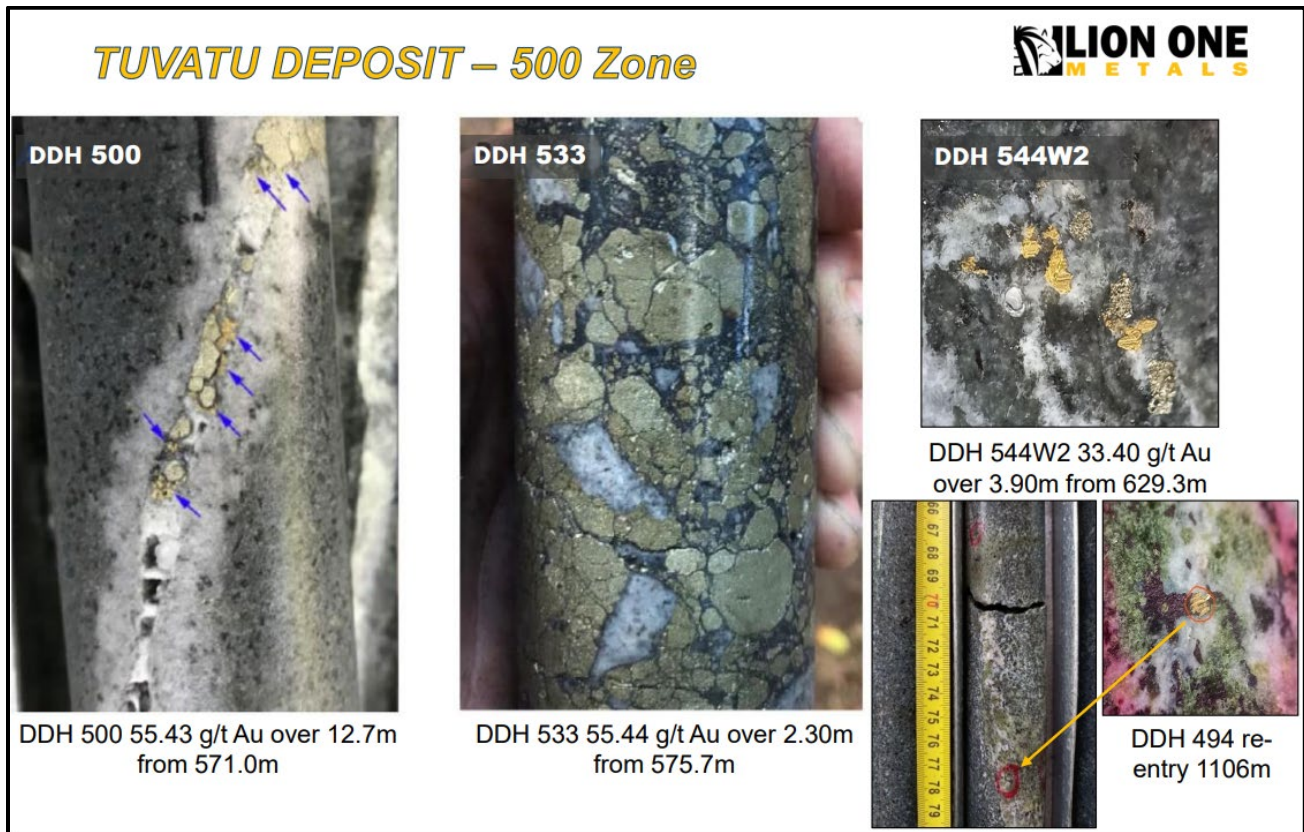 TUVATU DEPOSIT – 500 Zone
LION ONE
METALS
DDH 500
DDH 533
DDH 544W2
DDH 500 55.43 g/t Au over 12.7m
from 571.0m
DDH 533 55.44 g/t Au over 2.30m
from 575.7m
DDH 544W2 33.40 g/t Au
over 3.90m from 629.3m
66
67
68
69
70
71
72
73
74
75
76
77
78
79
DDH 494 re-
entry 1106m